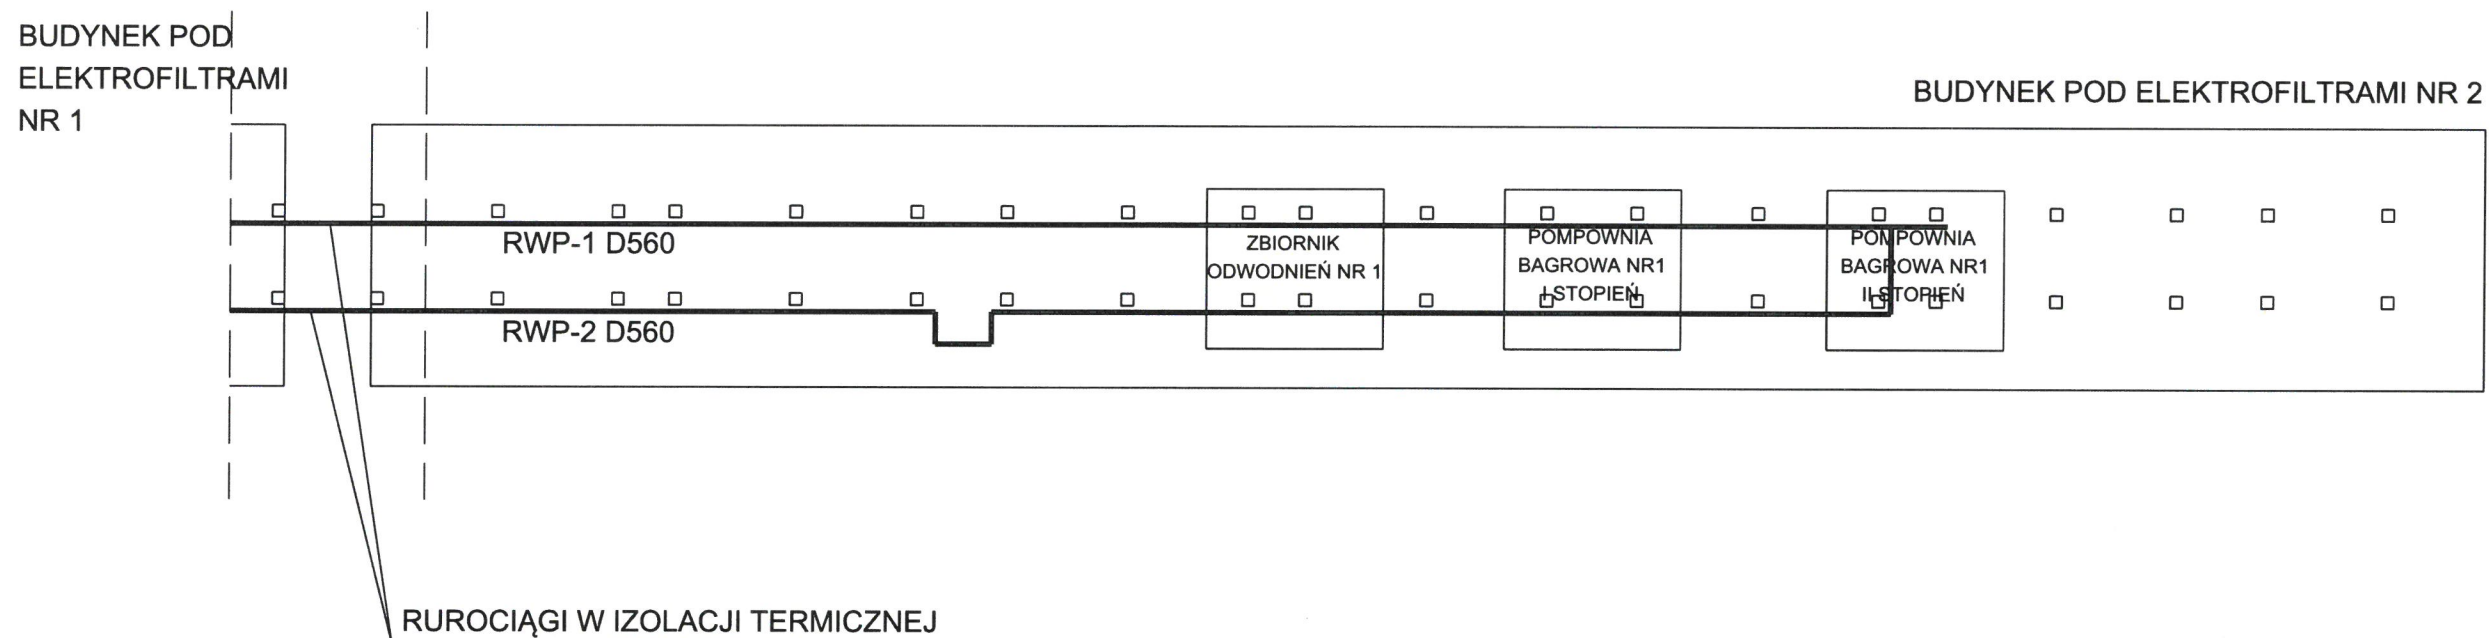 BUDYNEK POD
ELEKTROFILTRAMI
NR 1
BUDYNEK POD ELEKTROFILTRAMI NR 2
RWP-1 D560
RWP-2 D560
ZBIORNIK
ODWODNIEŃ NR 1
POMPOWNIA
BAGROWA NR1
I STOPIEŃ
POMPOWNIA
BAGROWA NR1
II STOPIEŃ
RUROCIĄGI W IZOLACJI TERMICZNEJ